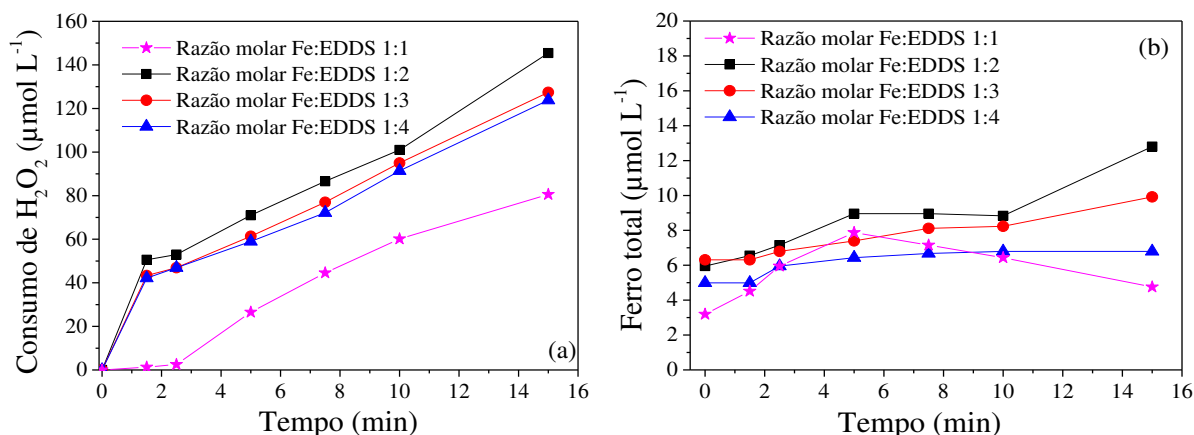 (a)
Consumo de H₂O₂ (µmol L⁻¹)
160
140
120
100
80
60
40
20
0
Razão molar Fe:EDDS 1:1
Razão molar Fe:EDDS 1:2
Razão molar Fe:EDDS 1:3
Razão molar Fe:EDDS 1:4
0 2 4 6 8 10 12 14 16
Tempo (min)
(b)
Ferro total (µmol L⁻¹)
20
18
16
14
12
10
8
6
4
2
0
Razão molar Fe:EDDS 1:1
Razão molar Fe:EDDS 1:2
Razão molar Fe:EDDS 1:3
Razão molar Fe:EDDS 1:4
0 2 4 6 8 10 12 14 16
Tempo (min)